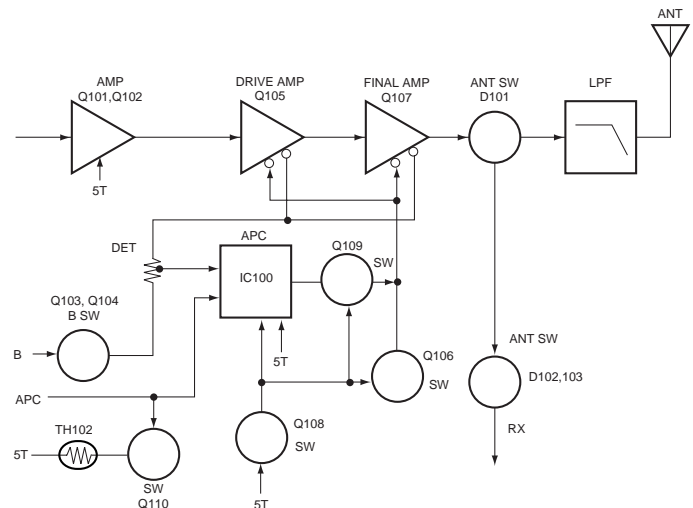 ANT
AMP
Q101,Q102
DRIVE AMP
Q105
FINAL AMP
Q107
ANT SW
D101
LPF
5T
DET
APC
IC100
Q109
SW
Q103, Q104
B SW
B
5T
Q106
SW
ANT SW
D102,103
RX
APC
TH102
5T
SW
Q110
Q108
SW
5T